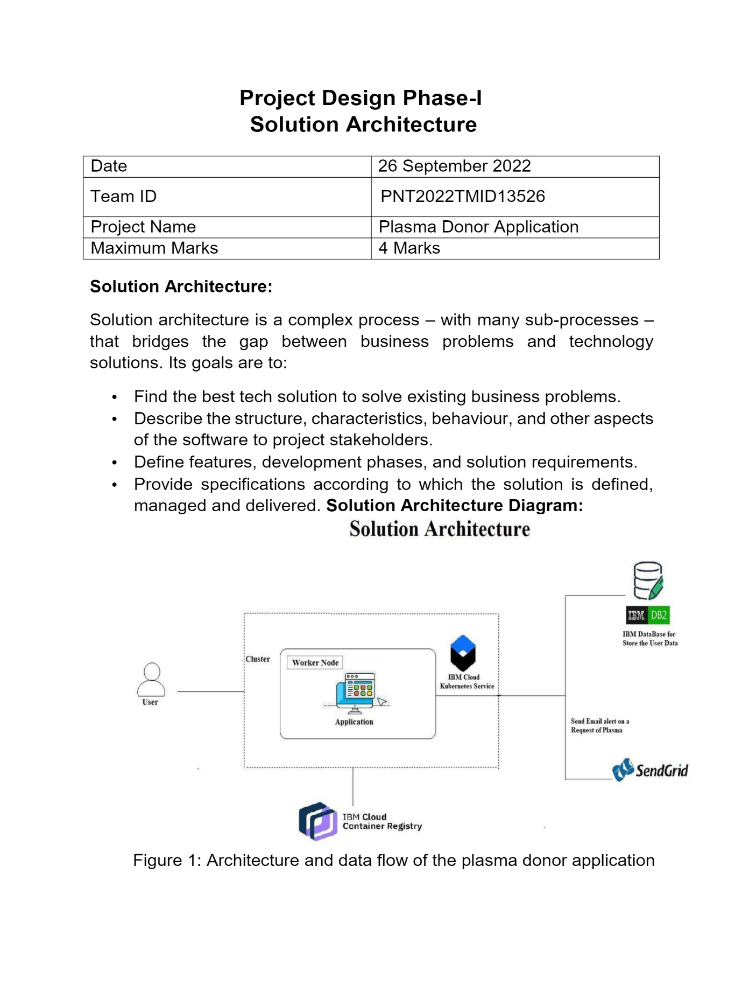 Project Design Phase-I
Solution Architecture
Date 26 September 2022
Team ID PNT2022TMID13526
Project Name Plasma Donor Application
Maximum Marks 4 Marks
Solution Architecture:
Solution architecture is a complex process – with many sub-processes –
that bridges the gap between business problems and technology
solutions. Its goals are to:
• Find the best tech solution to solve existing business problems.
• Describe the structure, characteristics, behaviour, and other aspects
of the software to project stakeholders.
• Define features, development phases, and solution requirements.
• Provide specifications according to which the solution is defined,
managed and delivered. Solution Architecture Diagram:
Solution Architecture
IBM DB2
IBM DataBase for
Store the User Data
Cluster
Worker Node
IBM Cloud
Kubernetes Service
User
Application
Send Email alert on a
Request of Plasma
SendGrid
IBM Cloud
Container Registry
Figure 1: Architecture and data flow of the plasma donor application